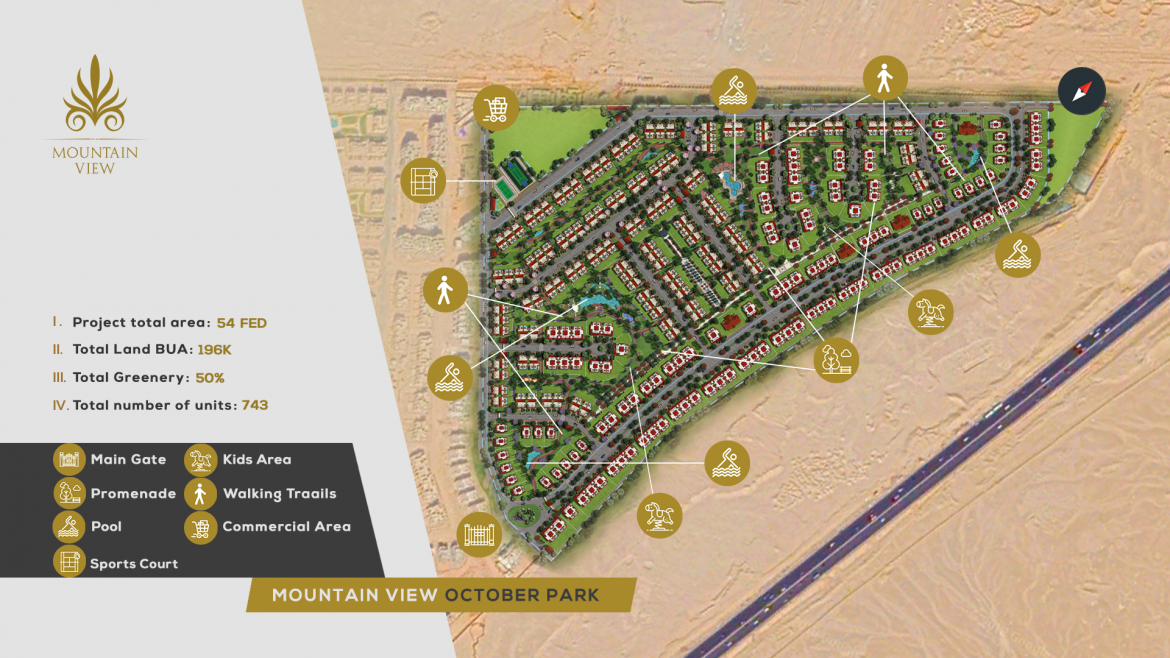 MOUNTAIN
VIEW
I. Project total area: 54 FED
II. Total Land BUA: 196K
III. Total Greenery: 50%
IV. Total number of units: 743
Main Gate
Kids Area
Promenade
Walking Traails
Pool
Commercial Area
Sports Court
MOUNTAIN VIEW OCTOBER PARK